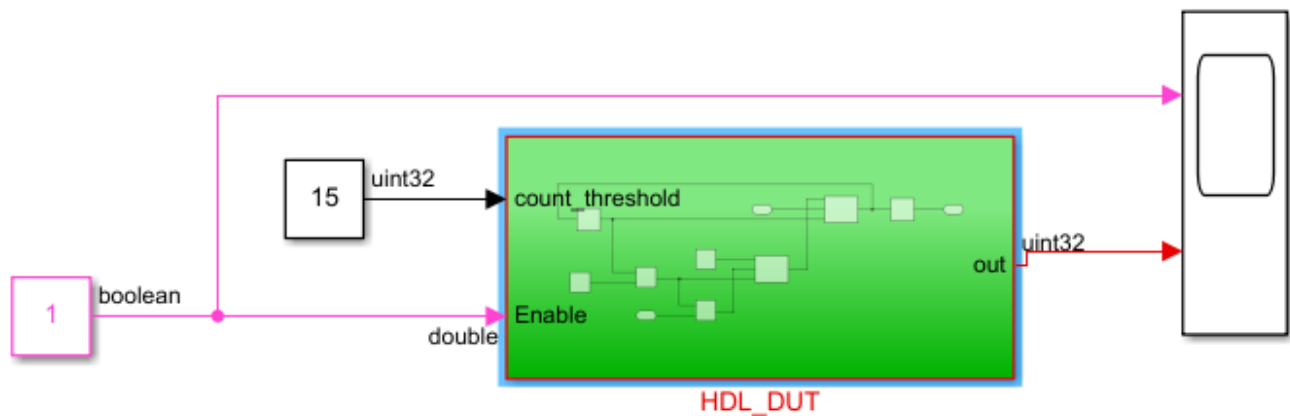 15
uint32
count_threshold
uint32
out
1
boolean
Enable
double
HDL_DUT